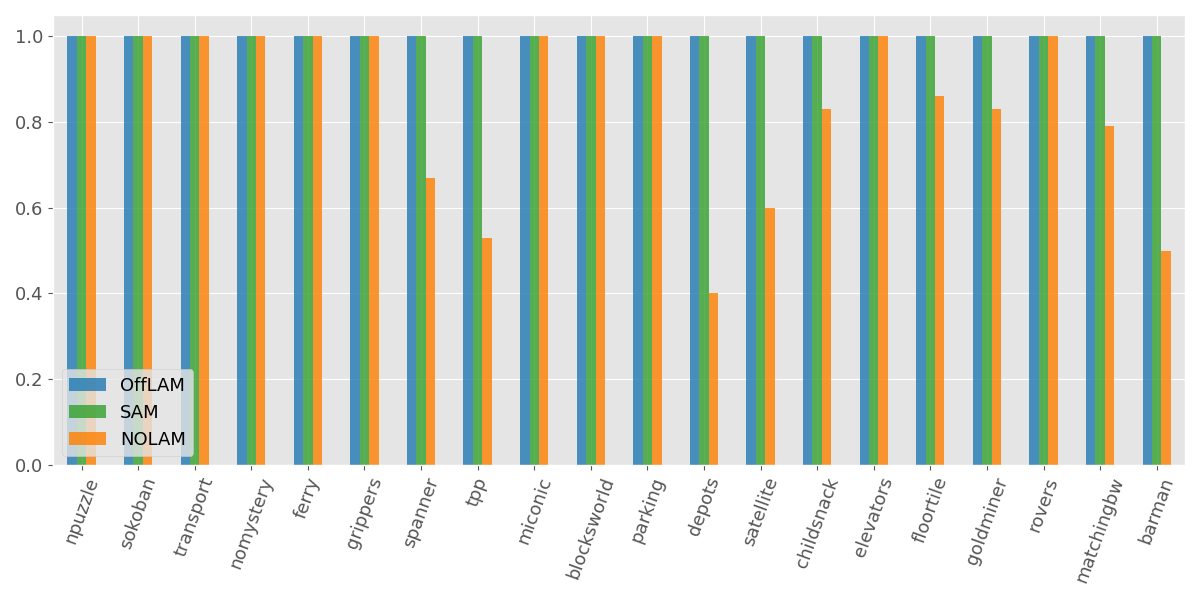 1.0
0.8
0.6
0.4
0.2
0.0
OffLAM
SAM
NOLAM
npuzzle
sokoban
transport
nomystery
ferry
grippers
spanner
tpp
miconic
blocksworld
parking
depots
satellite
childsnack
elevators
floortile
goldminer
rovers
matchingbw
barman